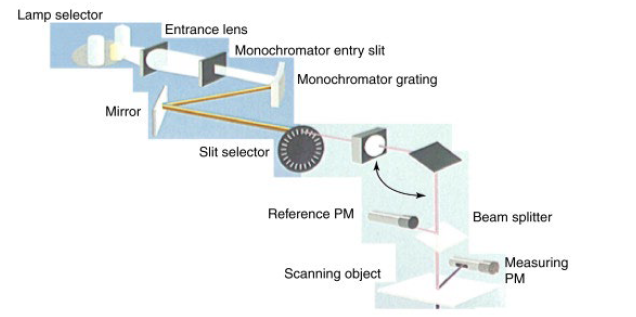 Lamp selector
Entrance lens
Monochromator entry slit
Monochromator grating
Mirror
Slit selector
Reference PM
Beam splitter
Scanning object
Measuring
PM